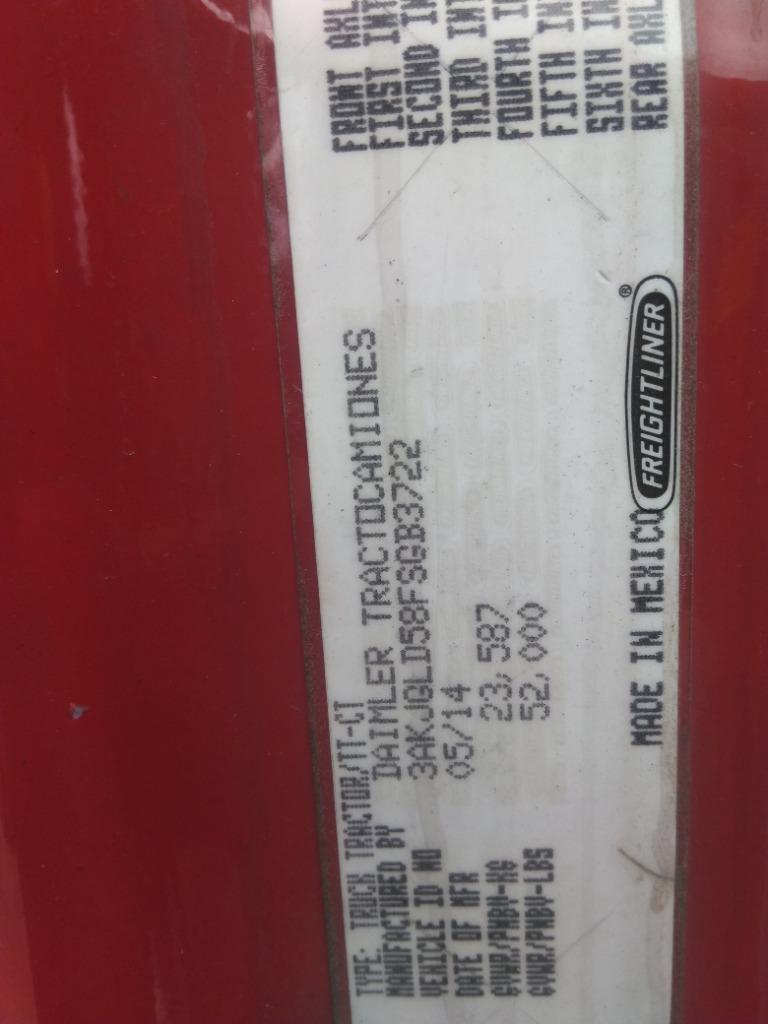 TYPE: TRUCK TRACTOR/TT-CT
MANUFACTURED BY DAIMLER TRACTOCAMIONES
VEHICLE ID NO 3AKJGLD58FSGB3722
DATE OF MFR 05/14
GVWR/PNBV-KG 23,587
GVWR/PNBV-LBS 52,000
MADE IN MEXICO
FREIGHTLINER®
FRONT AXL
FIRST INT
SECOND IN
THIRD INT
FOURTH I
FIFTH IN
SIXTH IN
REAR AXL